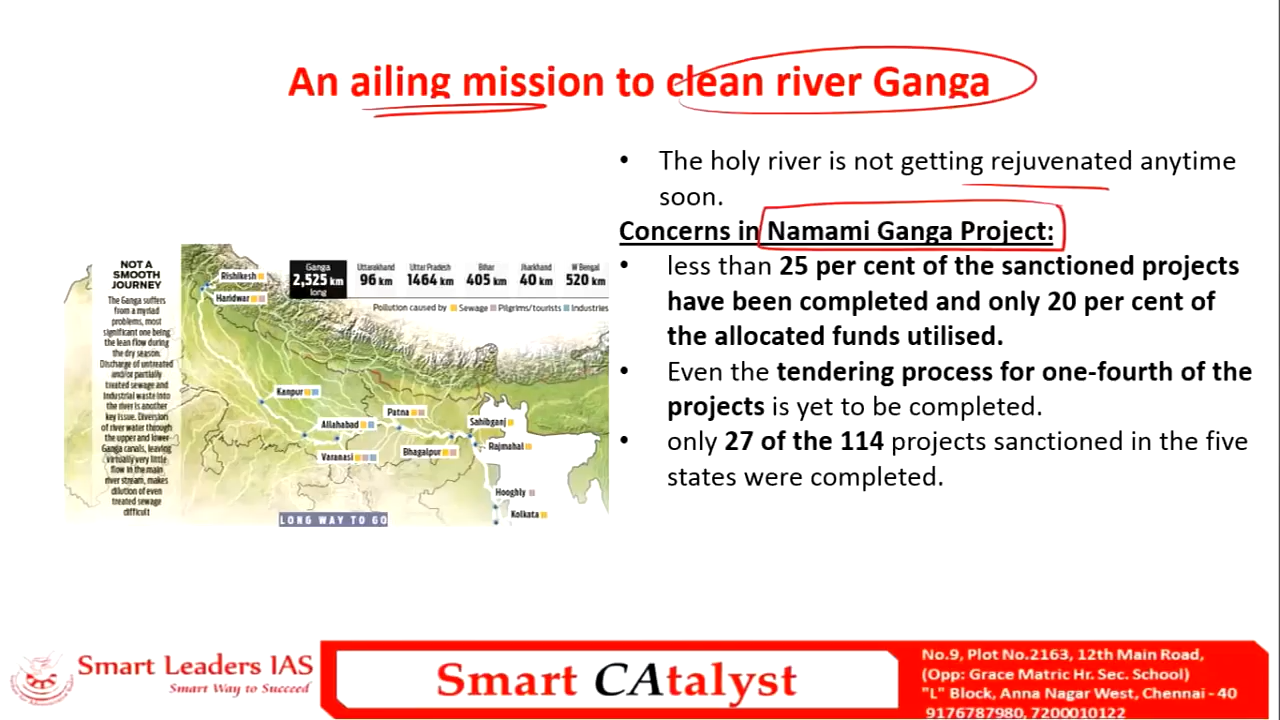 An ailing mission to clean river Ganga
• The holy river is not getting rejuvenated anytime
soon.
Concerns in Namami Ganga Project:
• less than 25 per cent of the sanctioned projects
have been completed and only 20 per cent of
the allocated funds utilised.
• Even the tendering process for one-fourth of the
projects is yet to be completed.
• only 27 of the 114 projects sanctioned in the five
states were completed.
NOT A
SMOOTH
JOURNEY
The Ganga suffers
from a myriad
problems, most
significant one being
the lean flow during
the dry season.
Discharge of untreated
and/or partially
treated sewage and
industrial waste into
the river is another
key issue. Diversion
of river water through
the upper and lower
Ganga canals, leaving
virtually very little
flow in the main
river stream, makes
dilution of even
treated sewage
difficult
Ganga
2,525 km
long
Uttarakhand
96 km
Uttar Pradesh
1464 km
Bihar
405 km
Jharkhand
40 km
W Bengal
520 km
Pollution caused by Sewage Pilgrims/tourists Industries
Rishikesh
Haridwar
Kanpur
Allahabad
Varanasi
Patna
Bhagalpur
Sahibganj
Rajmahal
Hooghly
Kolkata
LONG WAY TO GO
Smart Leaders IAS
Smart Way to Succeed
Smart CAtalyst
No.9, Plot No.2163, 12th Main Road,
(Opp: Grace Matric Hr. Sec. School)
"L" Block, Anna Nagar West, Chennai - 40
9176787980, 7200010122